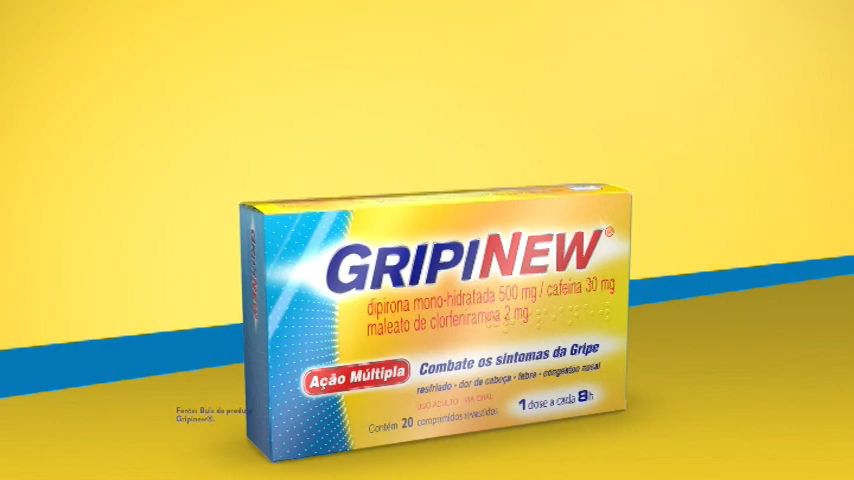 GRIPINEW®
dipirona mono-hidratada 500 mg / cafeína 30 mg
maleato de clorfeniramina 2 mg
Ação Múltipla
Combate os sintomas da Gripe
resfriado • dor de cabeça • febre • congestão nasal
USO ADULTO - VIA ORAL
1 dose a cada 8h
Contém 20 comprimidos revestidos
Fonte: Bula do produto
Gripinew®.
GRIPINEW